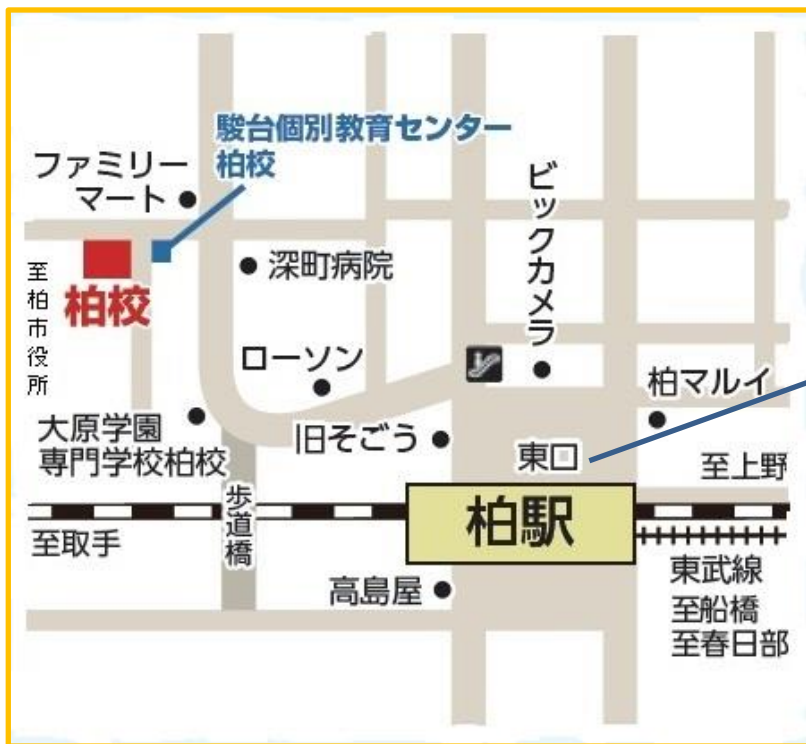 駿台個別教育センター
柏校
ファミリー
マート
ビックカメラ
深町病院
至柏市役所
柏校
ローソン
柏マルイ
大原学園
専門学校柏校
旧そごう
東口
至上野
歩道橋
柏駅
至取手
高島屋
東武線
至船橋
至春日部